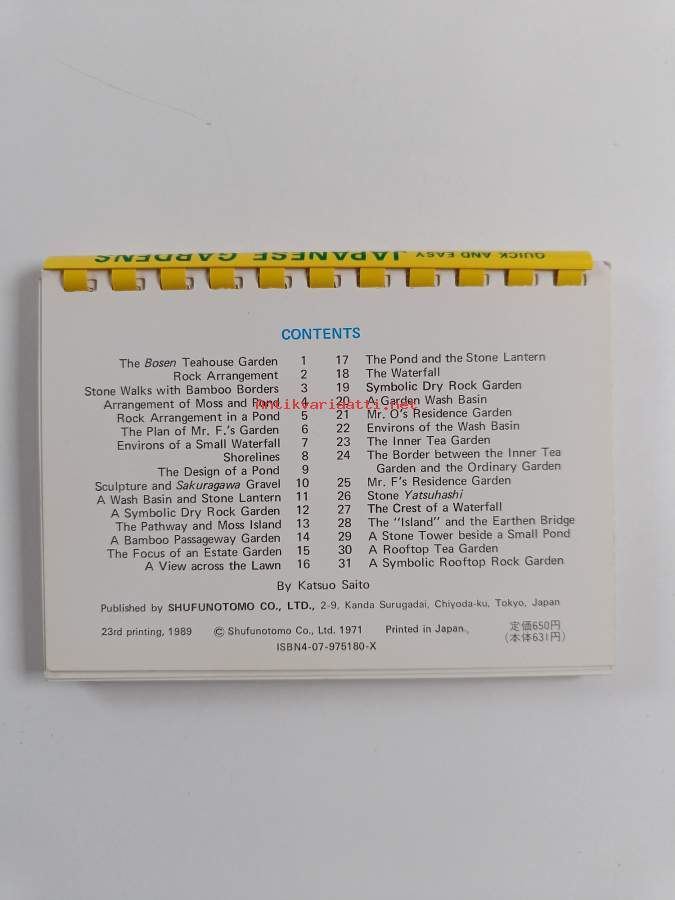 QUICK AND EASY JAPANESE GARDENS
CONTENTS
The Bosen Teahouse Garden 1
Rock Arrangement 2
Stone Walks with Bamboo Borders 3
Arrangement of Moss and Pond 4
Rock Arrangement in a Pond 5
The Plan of Mr. F.'s Garden 6
Environs of a Small Waterfall 7
Shorelines 8
The Design of a Pond 9
Sculpture and Sakuragawa Gravel 10
A Wash Basin and Stone Lantern 11
A Symbolic Dry Rock Garden 12
The Pathway and Moss Island 13
A Bamboo Passageway Garden 14
The Focus of an Estate Garden 15
A View across the Lawn 16
17 The Pond and the Stone Lantern
18 The Waterfall
19 Symbolic Dry Rock Garden
20 A Garden Wash Basin
21 Mr. O's Residence Garden
22 Environs of the Wash Basin
23 The Inner Tea Garden
24 The Border between the Inner Tea
Garden and the Ordinary Garden
25 Mr. F's Residence Garden
26 Stone Yatsuhashi
27 The Crest of a Waterfall
28 The "Island" and the Earthen Bridge
29 A Stone Tower beside a Small Pond
30 A Rooftop Tea Garden
31 A Symbolic Rooftop Rock Garden
Antikvariaatti.net
By Katsuo Saito
Published by SHUFUNOTOMO CO., LTD., 2-9, Kanda Surugadai, Chiyoda-ku, Tokyo, Japan
23rd printing, 1989 © Shufunotomo Co., Ltd. 1971 Printed in Japan. 定価650円
(本体631円)
ISBN4-07-975180-X